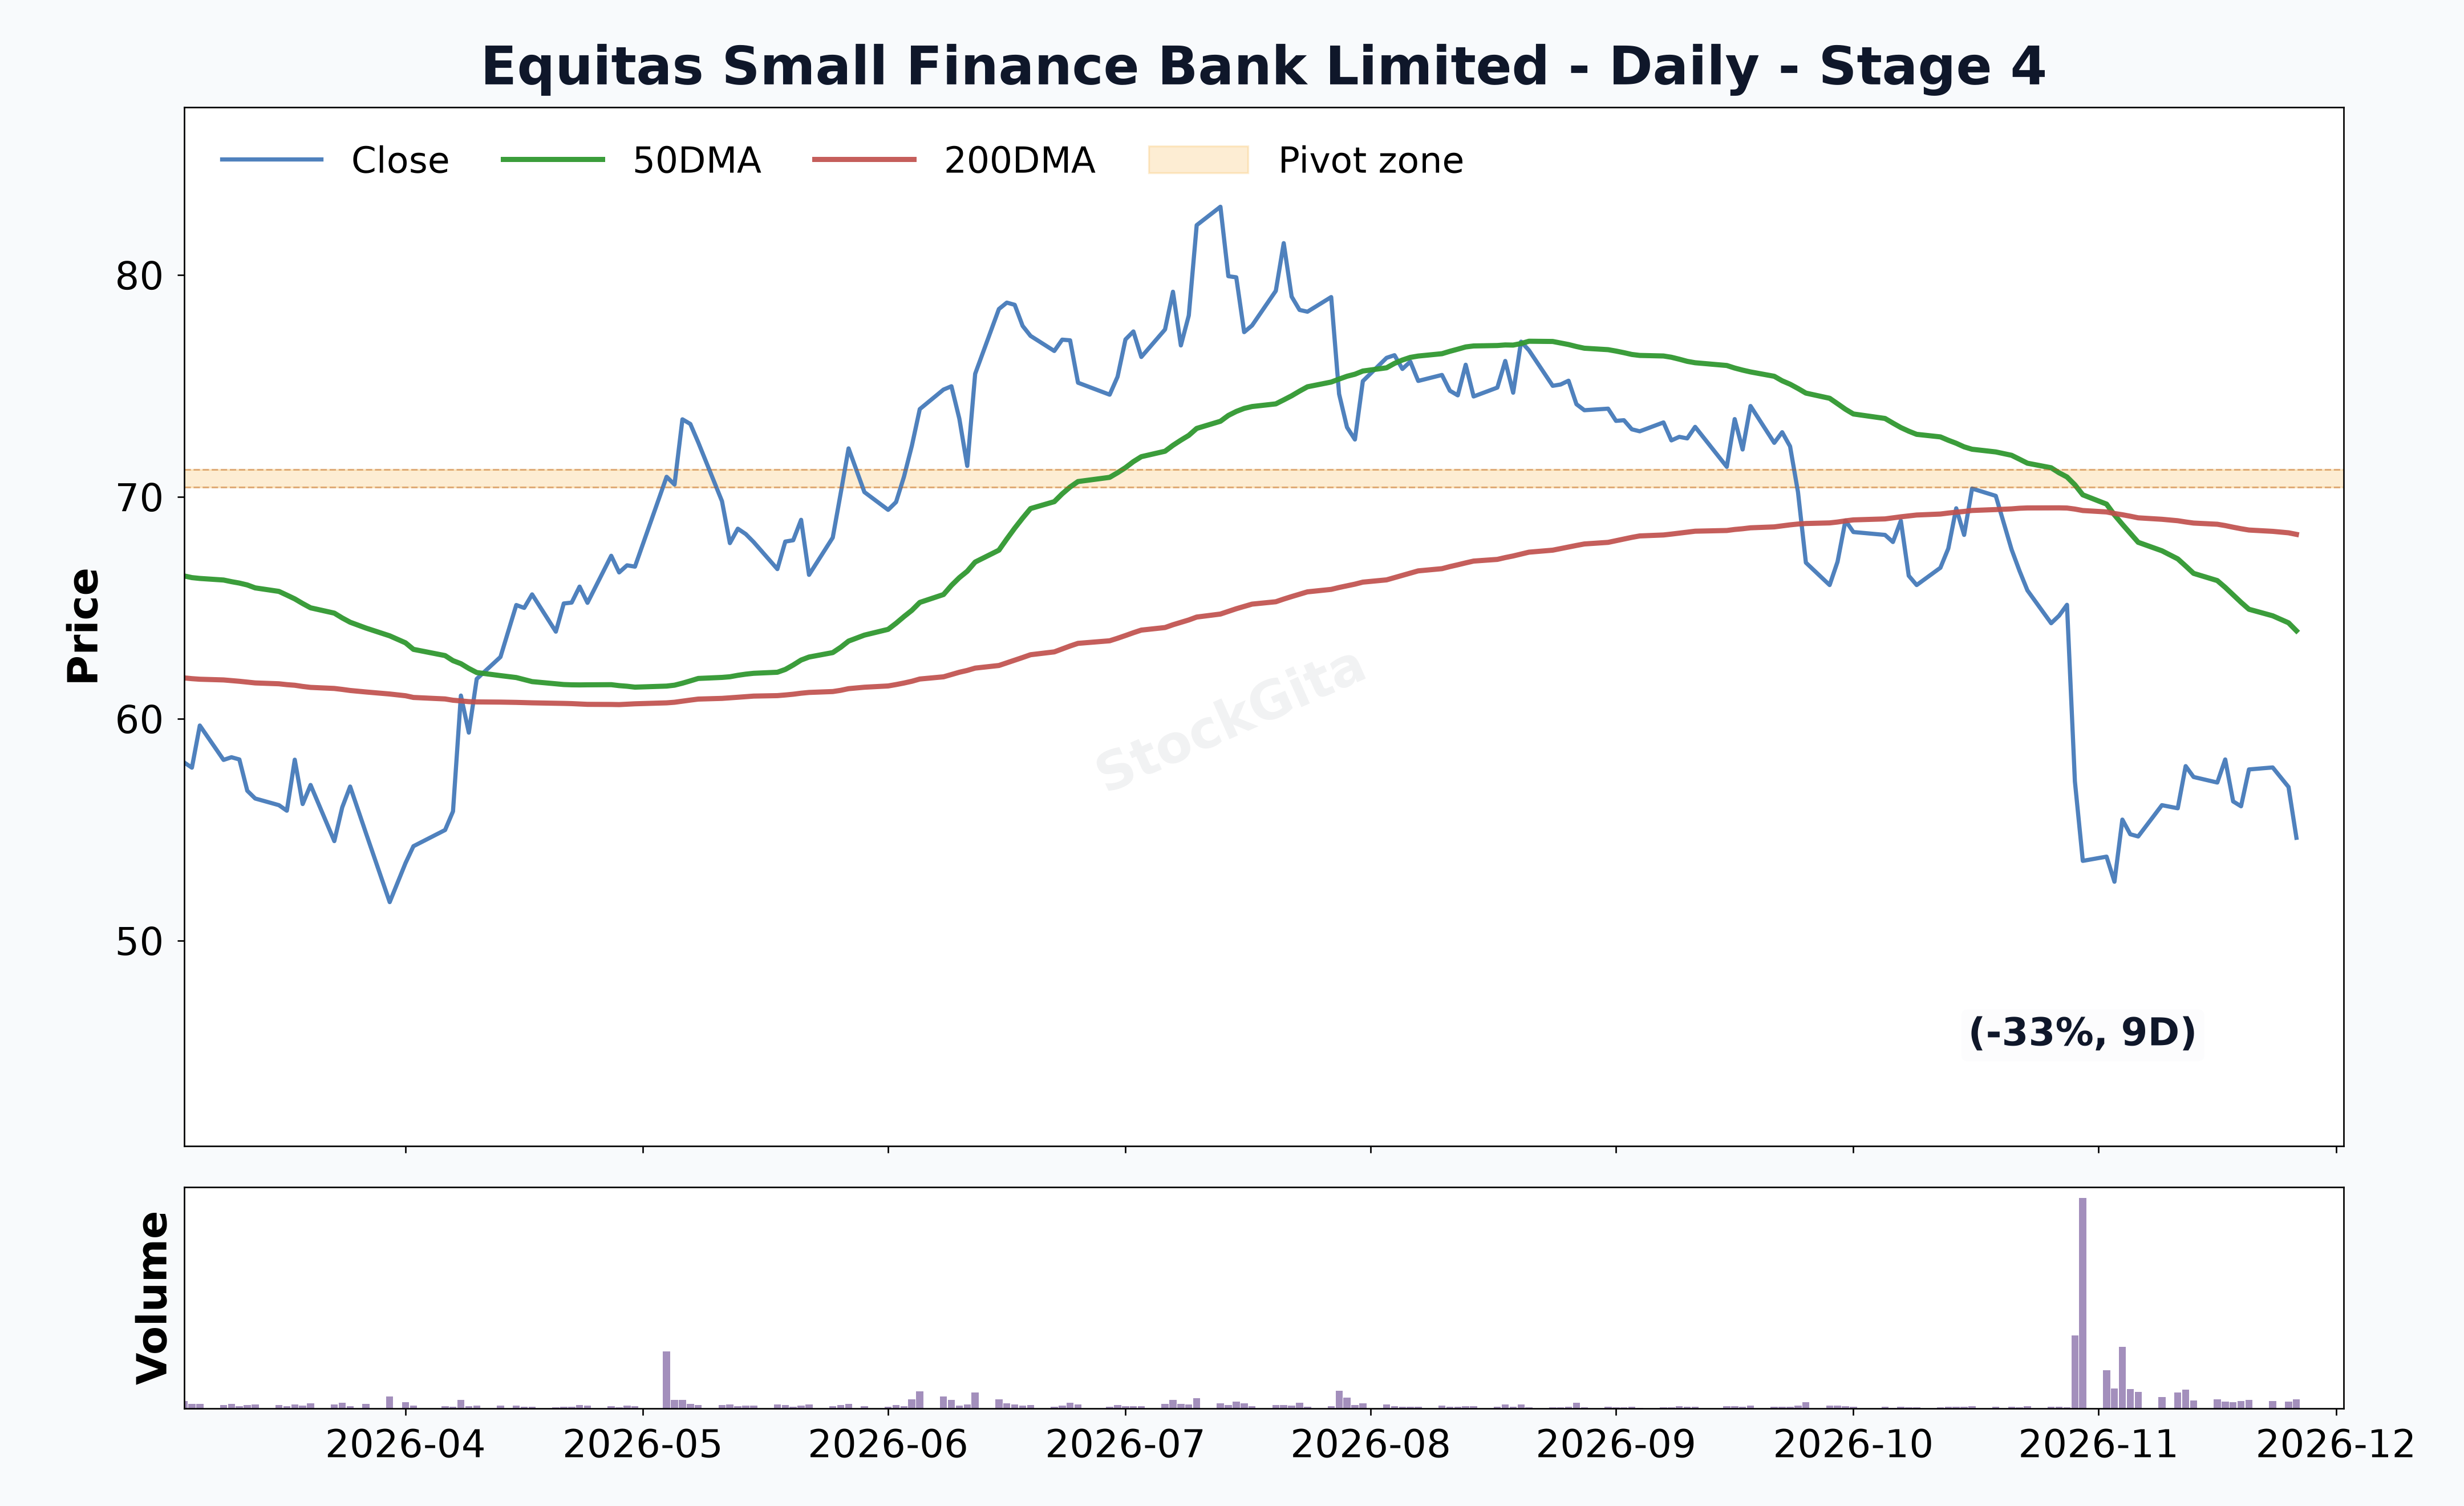 Equitas Small Finance Bank Limited - Daily - Stage 4
Close 50DMA 200DMA Pivot zone
Price
80
70
60
50
StockGita
(-33%, 9D)
Volume
2026-04 2026-05 2026-06 2026-07 2026-08 2026-09 2026-10 2026-11 2026-12